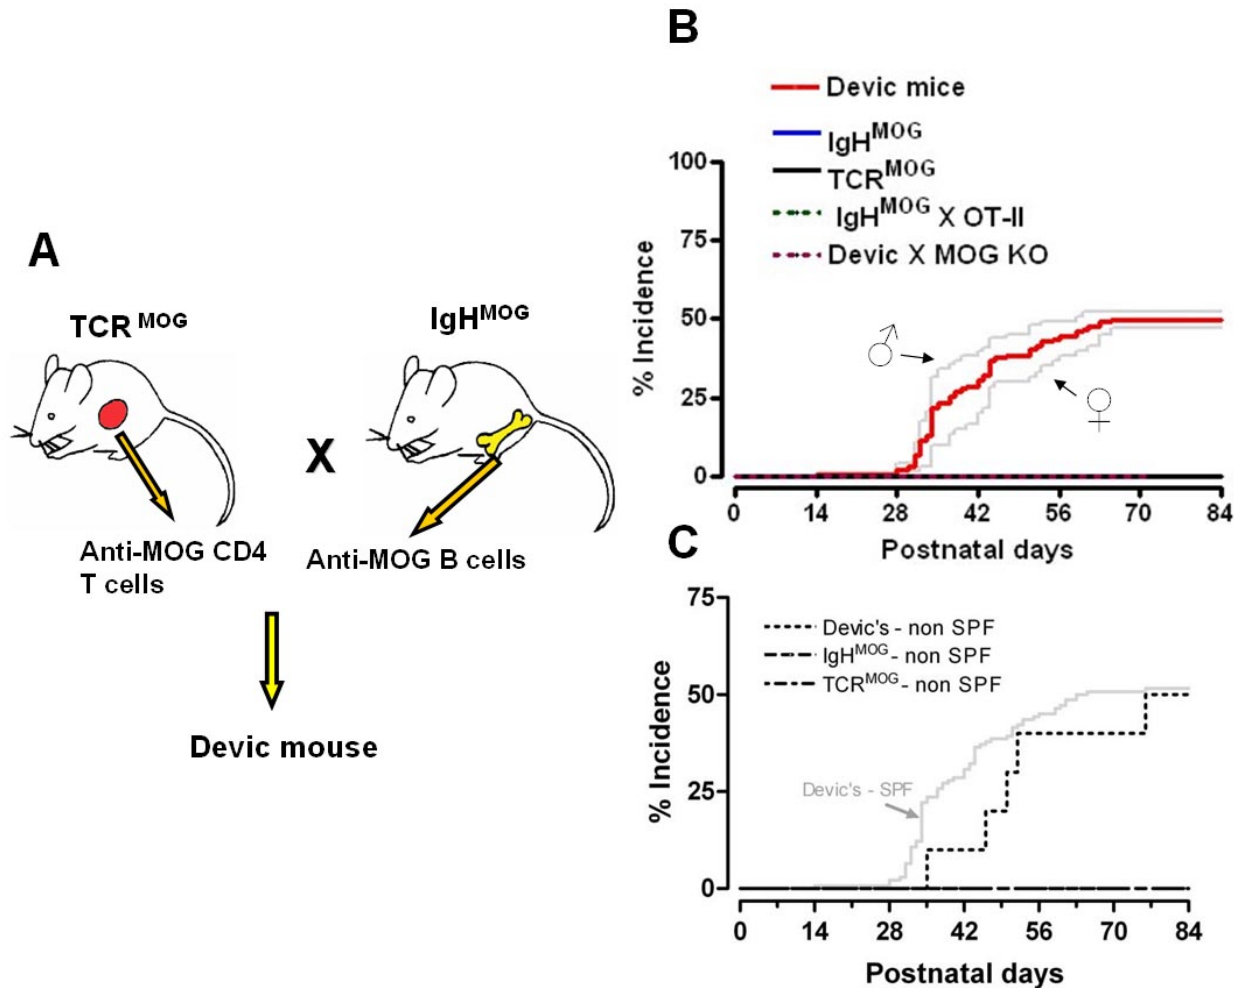 A
TCR MOG
IgHMOG
X
Anti-MOG CD4
T cells
Anti-MOG B cells
Devic mouse
B
Devic mice
IgHMOG
TCRMOG
IgHMOG X OT-II
Devic X MOG KO
% Incidence
100
75
50
25
0
♂
♀
0 14 28 42 56 70 84
Postnatal days
C
% Incidence
75
50
25
0
Devic's - non SPF
IgHMOG - non SPF
TCRMOG - non SPF
Devic's - SPF
0 14 28 42 56 70 84
Postnatal days